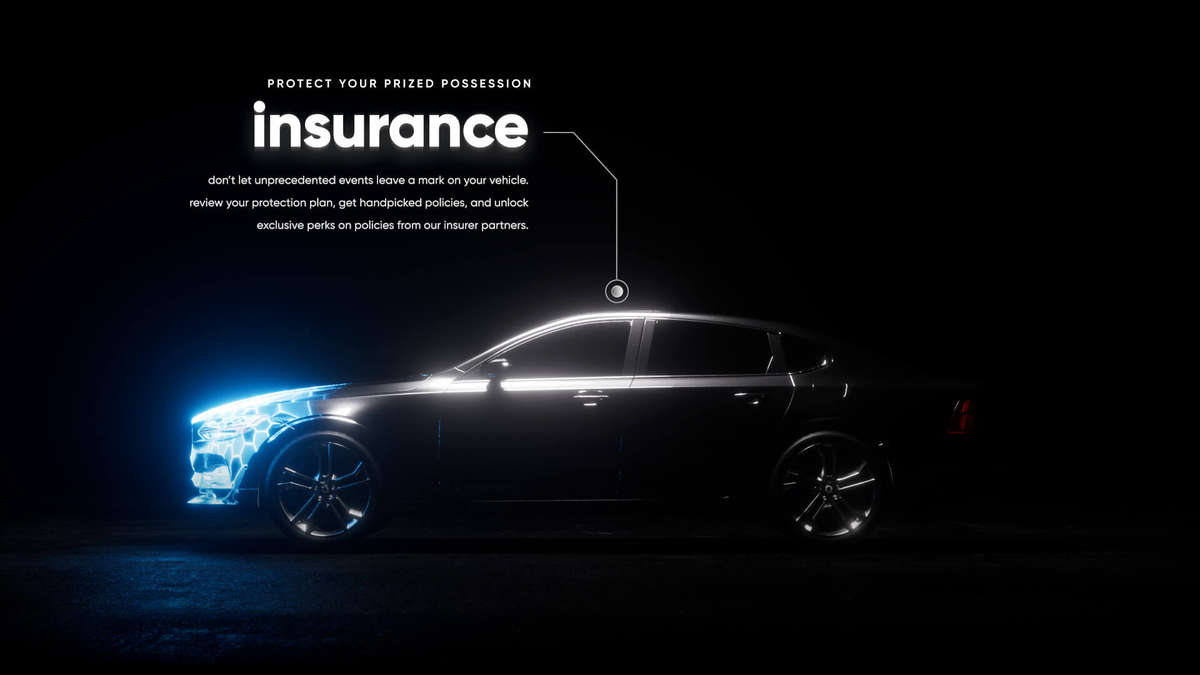 PROTECT YOUR PRIZED POSSESSION
insurance
don't let unprecedented events leave a mark on your vehicle.
review your protection plan, get handpicked policies, and unlock
exclusive perks on policies from our insurer partners.